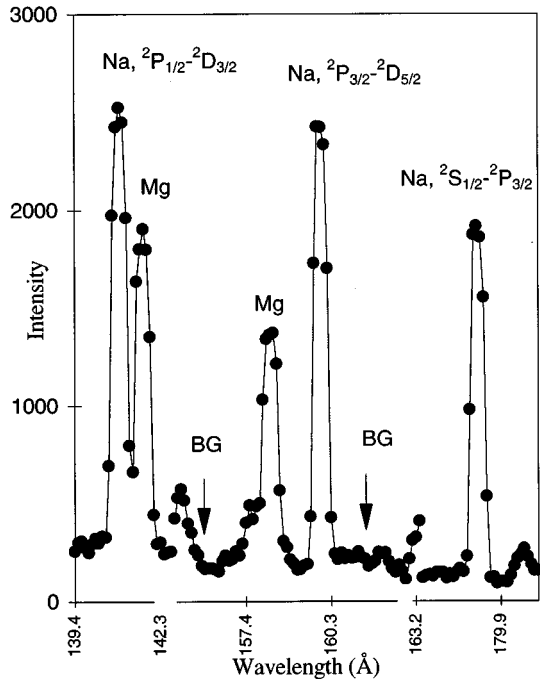 3000
Na, ²P₁/₂-²D₃/₂
Na, ²P₃/₂-²D₅/₂
Na, ²S₁/₂-²P₃/₂
Mg
2000
Intensity
Mg
1000
BG
BG
0
139.4
142.3
157.4
160.3
163.2
179.9
Wavelength (Å)